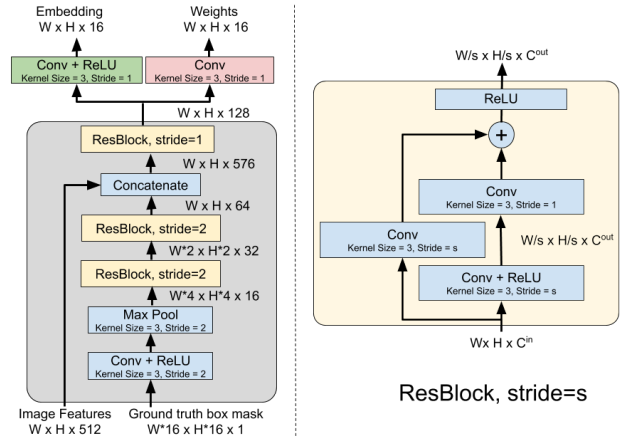 Embedding
W x H x 16
Weights
W x H x 16
Conv + ReLU
Kernel Size = 3, Stride = 1
Conv
Kernel Size = 3, Stride = 1
W x H x 128
ResBlock, stride=1
W x H x 576
Concatenate
W x H x 64
ResBlock, stride=2
W*2 x H*2 x 32
ResBlock, stride=2
W*4 x H*4 x 16
Max Pool
Kernel Size = 3, Stride = 2
Conv + ReLU
Kernel Size = 3, Stride = 2
Image Features
W x H x 512
Ground truth box mask
W*16 x H*16 x 1
W/s x H/s x C^out
ReLU
+
Conv
Kernel Size = 3, Stride = 1
Conv
Kernel Size = 3, Stride = s
W/s x H/s x C^out
Conv + ReLU
Kernel Size = 3, Stride = s
Wx H x C^in
ResBlock, stride=s